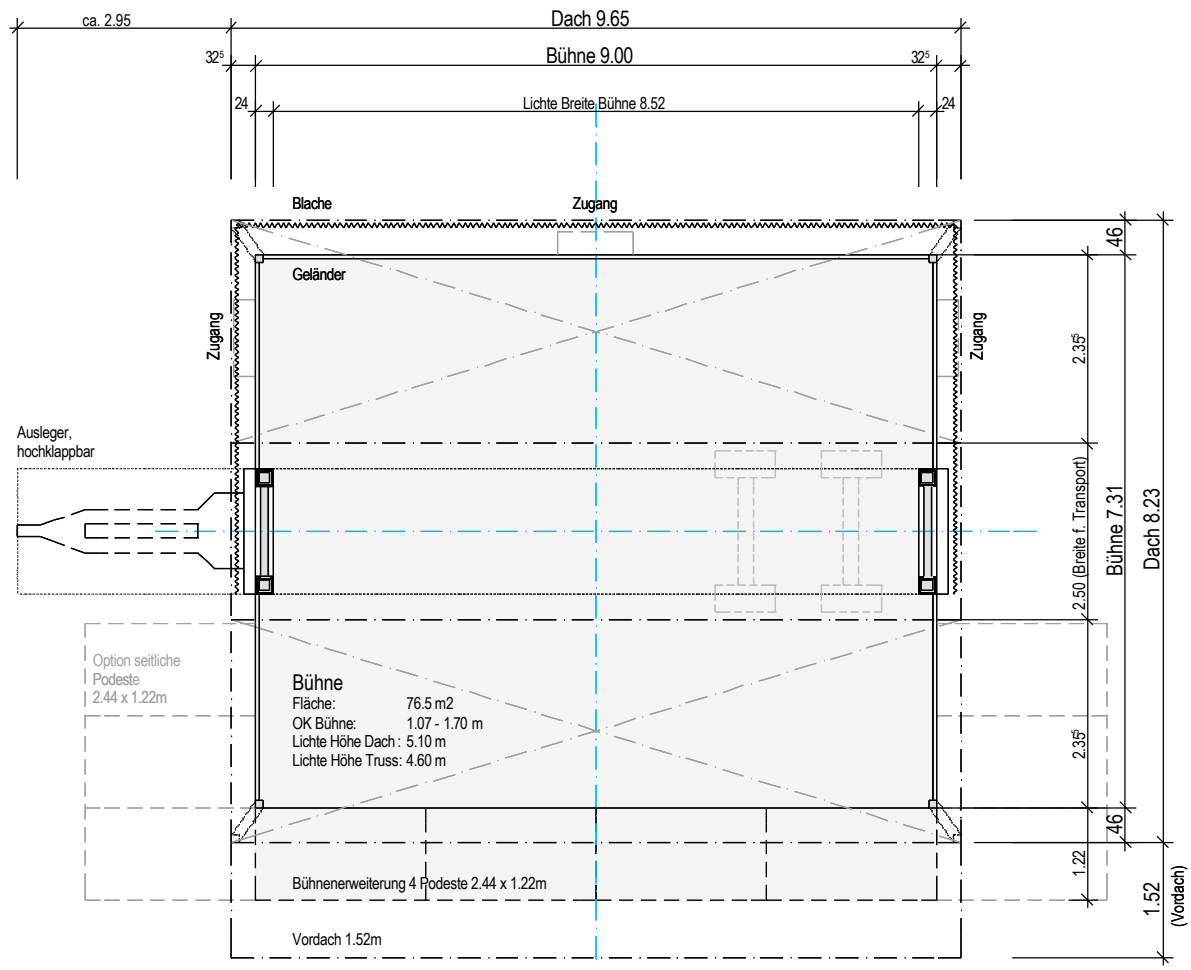 ca. 2.95
Dach 9.65
32⁵
Bühne 9.00
32⁵
24
Lichte Breite Bühne 8.52
24
Blache
Zugang
46
Geländer
Zugang
Zugang
2.35⁵
Ausleger,
hochklappbar
2.50 (Breite f. Transport)
Bühne 7.31
Dach 8.23
Option seitliche
Podeste
2.44 x 1.22m
Bühne
Fläche: 76.5 m2
OK Bühne: 1.07 - 1.70 m
Lichte Höhe Dach : 5.10 m
Lichte Höhe Truss: 4.60 m
2.35⁵
46
1.22
Bühnenerweiterung 4 Podeste 2.44 x 1.22m
1.52
(Vordach)
Vordach 1.52m